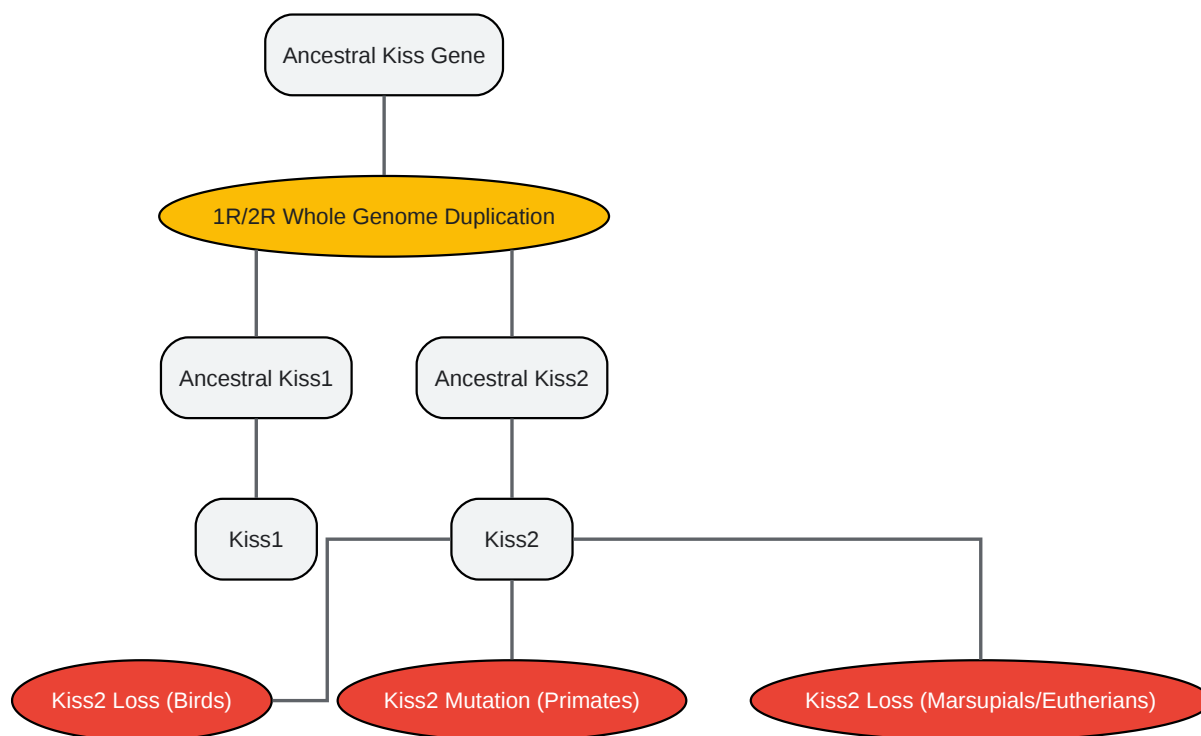 Ancestral Kiss Gene
1R/2R Whole Genome Duplication
Ancestral Kiss1
Ancestral Kiss2
Kiss1
Kiss2
Kiss2 Loss (Birds)
Kiss2 Mutation (Primates)
Kiss2 Loss (Marsupials/Eutherians)